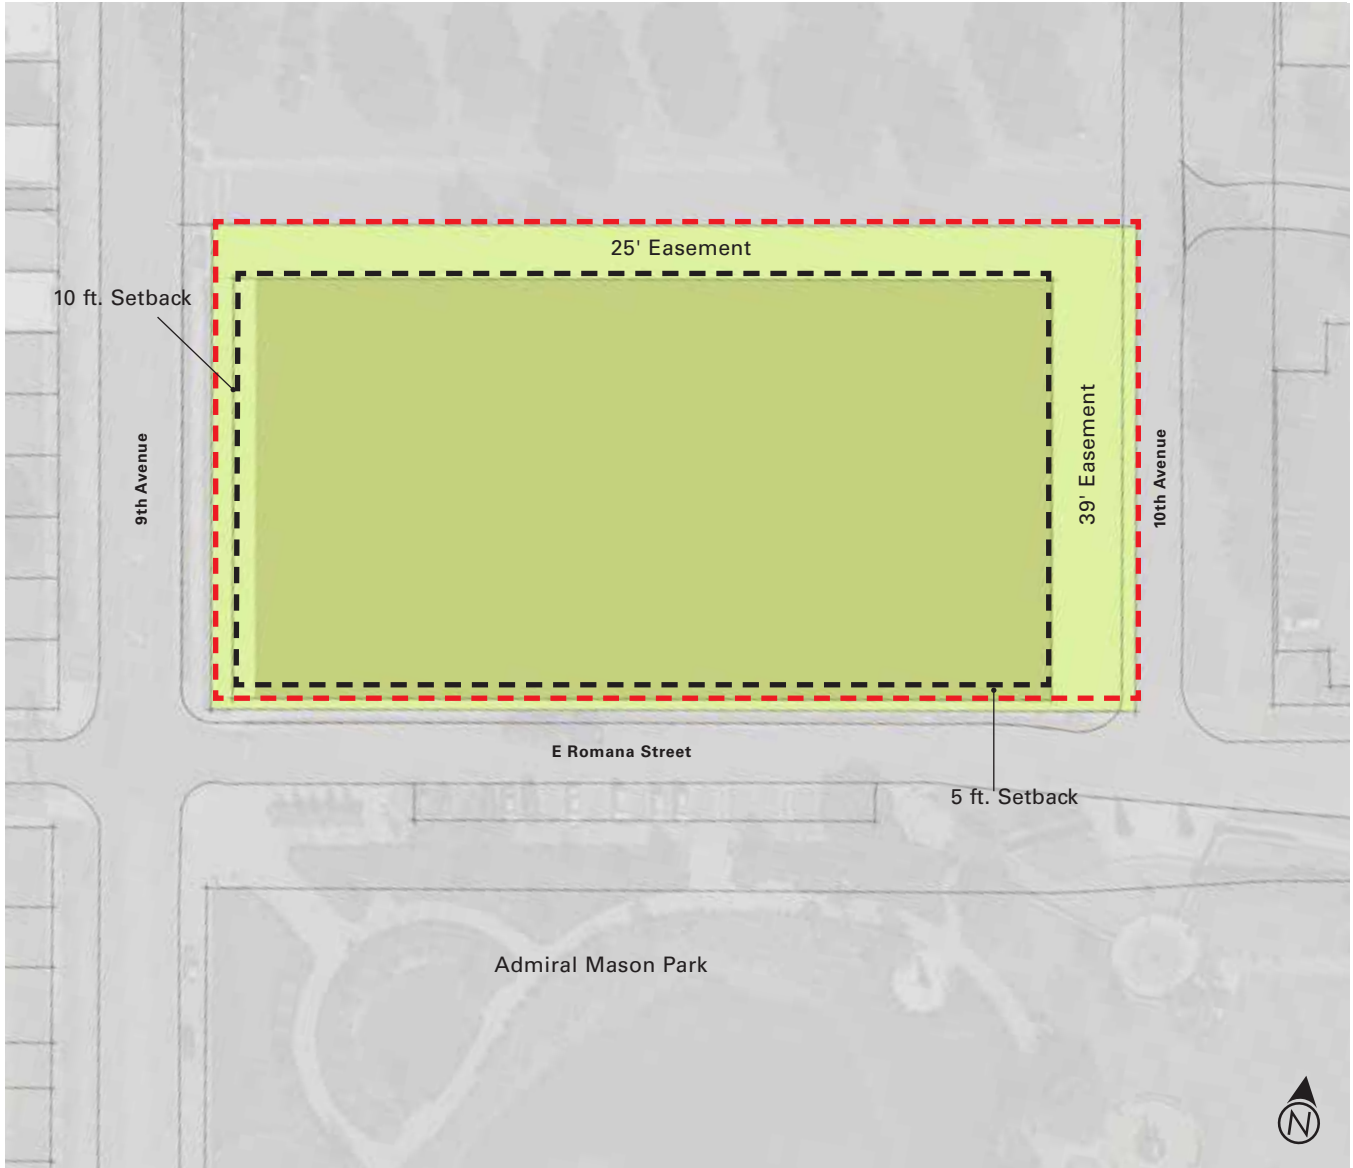 25' Easement
10 ft. Setback
39' Easement
9th Avenue
10th Avenue
E Romana Street
5 ft. Setback
Admiral Mason Park
N